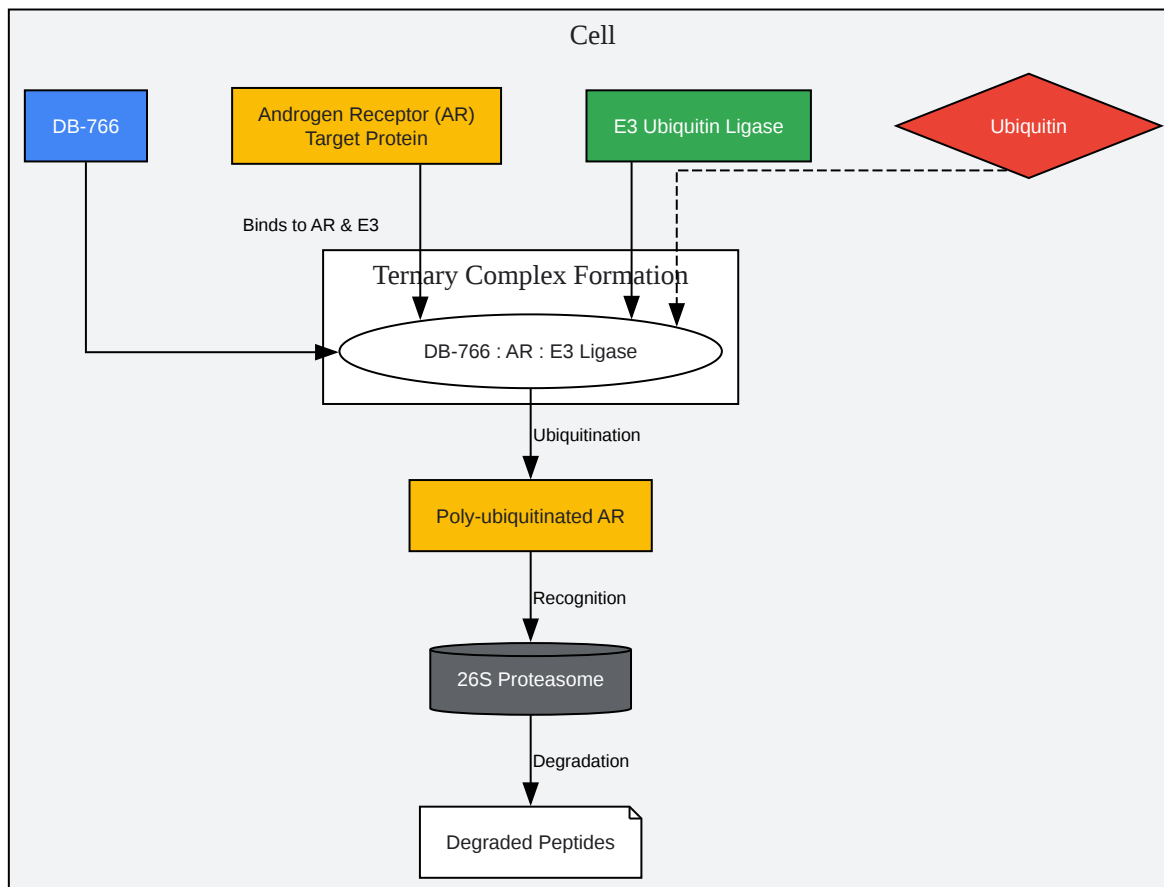 Cell
DB-766
Androgen Receptor (AR)
Target Protein
E3 Ubiquitin Ligase
Ubiquitin
Binds to AR & E3
Ternary Complex Formation
DB-766 : AR : E3 Ligase
Ubiquitination
Poly-ubiquitinated AR
Recognition
26S Proteasome
Degradation
Degraded Peptides